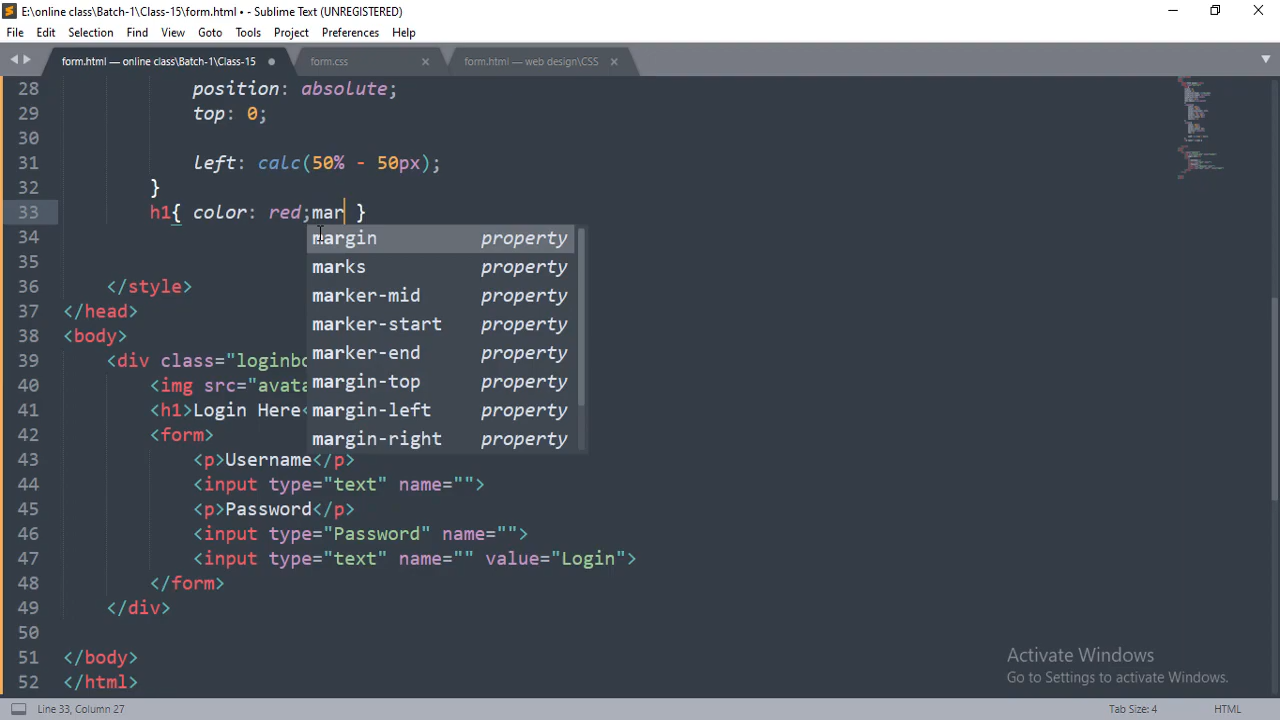 E:\online class\Batch-1\Class-15\form.html • - Sublime Text (UNREGISTERED)
File Edit Selection Find View Goto Tools Project Preferences Help
form.html — online class\Batch-1\Class-15 form.css form.html — web design\CSS
28 position: absolute;
29 top: 0;
30
31 left: calc(50% - 50px);
32 }
33 h1{ color: red;mar }
34 margin property
35 marks property
marker-mid property
36 </style>
37 </head> marker-start property
38 <body> marker-end property
39 <div class="loginbo
margin-top property
40 <img src="avata
41 <h1>Login Here< margin-left property
42 <form> margin-right property
43 <p>Username</p>
44 <input type="text" name="">
45 <p>Password</p>
46 <input type="Password" name="">
47 <input type="text" name="" value="Login">
48 </form>
49 </div>
50
51 </body>
52 </html>
Activate Windows
Go to Settings to activate Windows.
Line 33, Column 27 Tab Size: 4 HTML